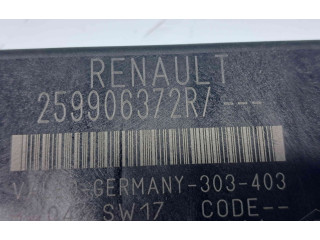 RENAULT
259906372R/---
-GERMANY-303-403
SW17 CODE--